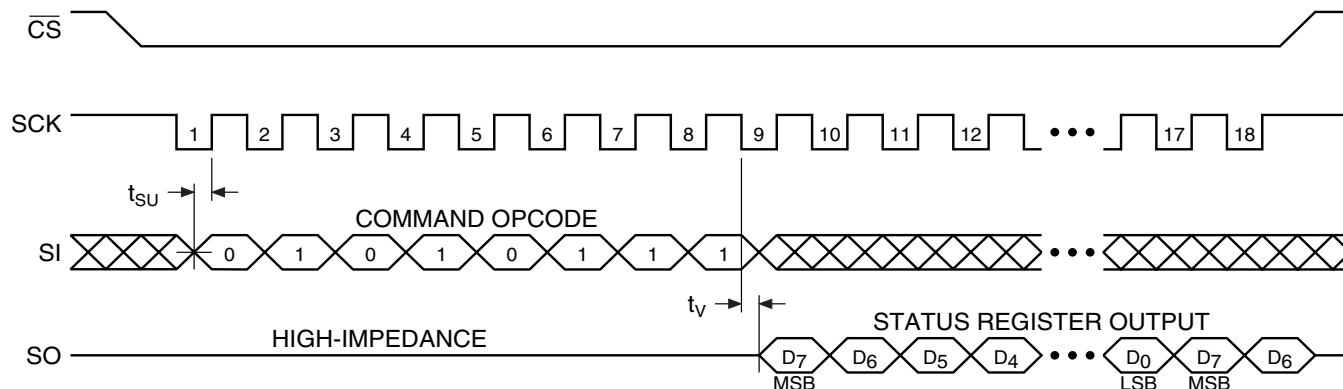 CS
SCK 1 2 3 4 5 6 7 8 9 10 11 12 ••• 17 18
tSU
COMMAND OPCODE
SI 0 1 0 1 0 1 1 1 •••
tV
HIGH-IMPEDANCE
STATUS REGISTER OUTPUT
SO D7 D6 D5 D4 ••• D0 D7 D6
MSB LSB MSB